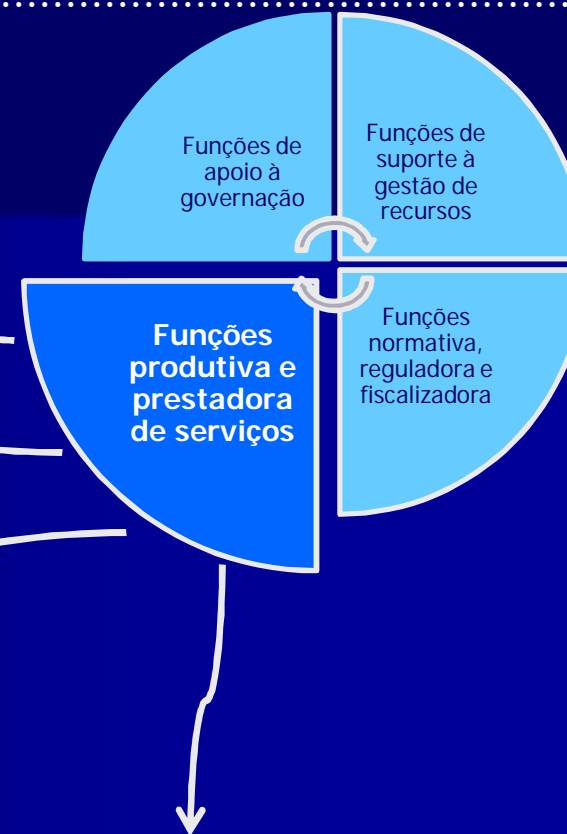 Funções de
apoio à
governação
Funções de
suporte à
gestão de
recursos
Funções
produtiva e
prestadora
de serviços
Funções
normativa,
reguladora e
fiscalizadora